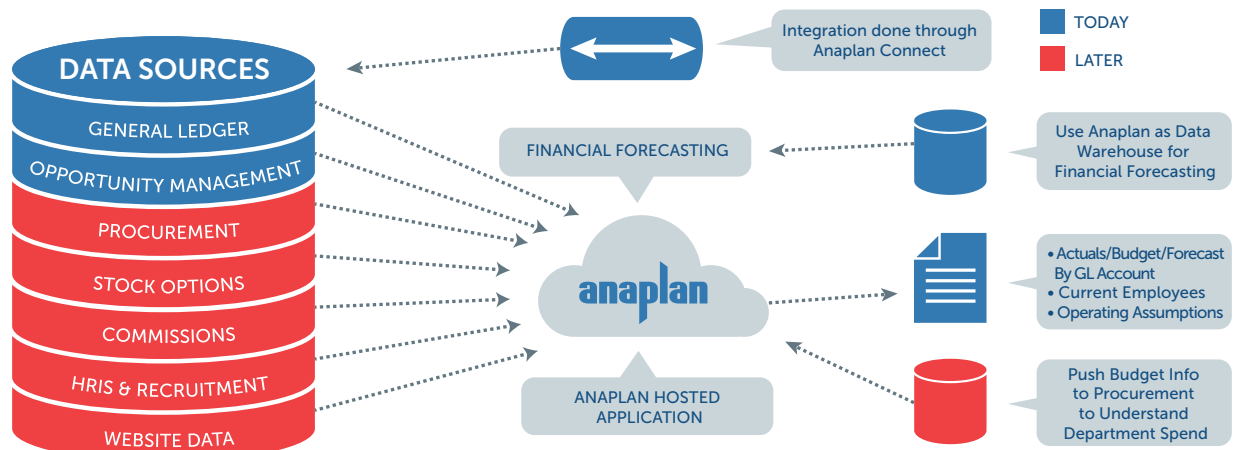 DATA SOURCES
GENERAL LEDGER
OPPORTUNITY MANAGEMENT
PROCUREMENT
STOCK OPTIONS
COMMISSIONS
HRIS & RECRUITMENT
WEBSITE DATA
Integration done through
Anaplan Connect
TODAY
LATER
FINANCIAL FORECASTING
Use Anaplan as Data
Warehouse for
Financial Forecasting
anaplan
• Actuals/Budget/Forecast
By GL Account
• Current Employees
• Operating Assumptions
ANAPLAN HOSTED
APPLICATION
Push Budget Info
to Procurement
to Understand
Department Spend